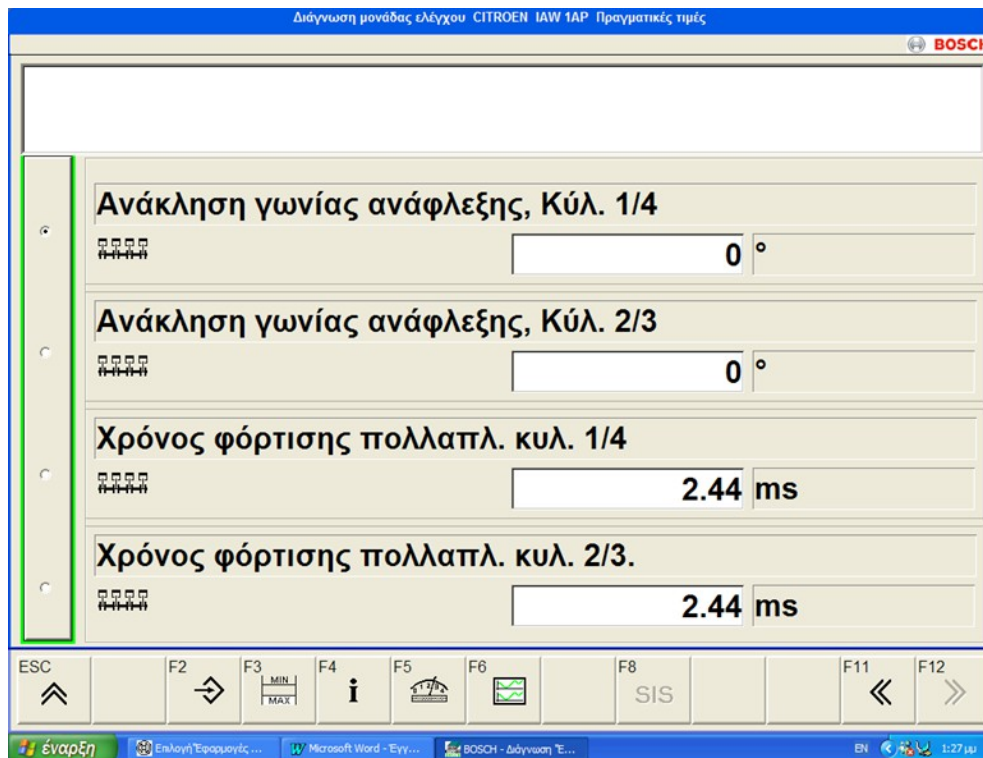 Διάγνωση μονάδας ελέγχου CITROEN IAW 1AP Πραγματικές τιμές
BOSCH
Ανάκληση γωνίας ανάφλεξης, Κύλ. 1/4
0 °
Ανάκληση γωνίας ανάφλεξης, Κύλ. 2/3
0 °
Χρόνος φόρτισης πολλαπλ. κυλ. 1/4
2.44 ms
Χρόνος φόρτισης πολλαπλ. κυλ. 2/3.
2.44 ms
ESC F2 F3 F4 F5 F6 F8 F11 F12
MIN
MAX
i
SIS
έναρξη Επιλογή Έφαρμογές ... Microsoft Word - Έγγ... BOSCH - Διάγνωση Έ... EN 1:27 μμ